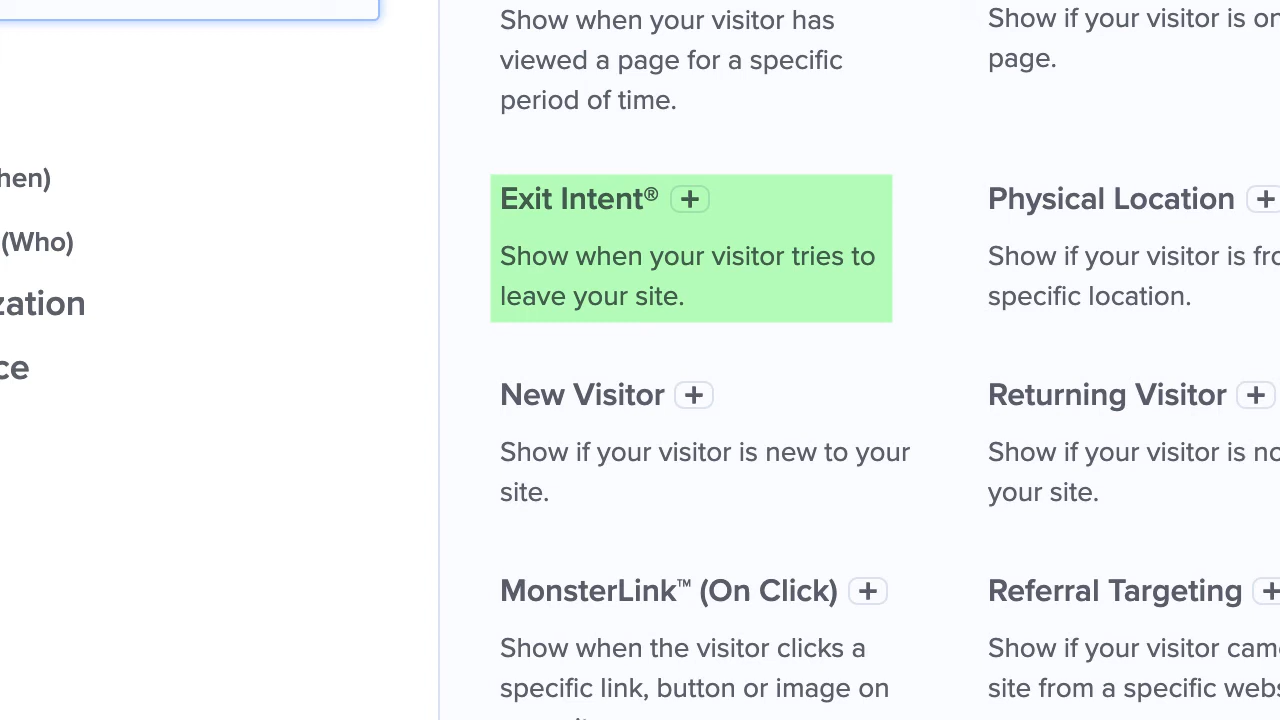 hen)
(Who)
zation
ce
Show when your visitor has
viewed a page for a specific
period of time.
Show if your visitor is on
page.
Exit Intent® +
Show when your visitor tries to
leave your site.
Physical Location +
Show if your visitor is fro
specific location.
New Visitor +
Show if your visitor is new to your
site.
Returning Visitor +
Show if your visitor is no
your site.
MonsterLink™ (On Click) +
Show when the visitor clicks a
specific link, button or image on
Referral Targeting +
Show if your visitor came
site from a specific webs